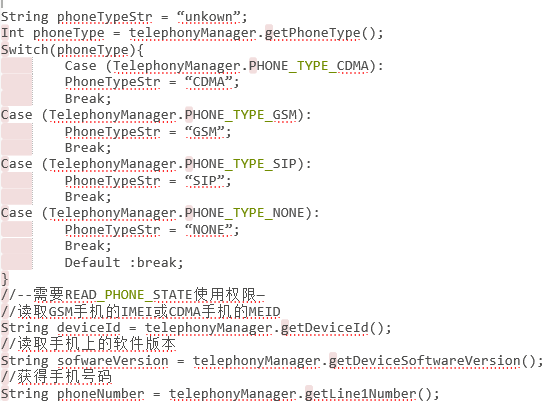 String phoneTypeStr = “unkown”;
Int phoneType = telephonyManager.getPhoneType();
Switch(phoneType){
Case (TelephonyManager.PHONE_TYPE_CDMA):
PhoneTypeStr = “CDMA”;
Break;
Case (TelephonyManager.PHONE_TYPE_GSM):
PhoneTypeStr = “GSM”;
Break;
Case (TelephonyManager.PHONE_TYPE_SIP):
PhoneTypeStr = “SIP”;
Break;
Case (TelephonyManager.PHONE_TYPE_NONE):
PhoneTypeStr = “NONE”;
Break;
Default :break;
}
//--需要READ_PHONE_STATE使用权限—
//读取GSM手机的IMEI或CDMA手机的MEID
String deviceId = telephonyManager.getDeviceId();
//读取手机上的软件版本
String sofwareVersion = telephonyManager.getDeviceSoftwareVersion();
//获得手机号码
String phoneNumber = telephonyManager.getLine1Number();